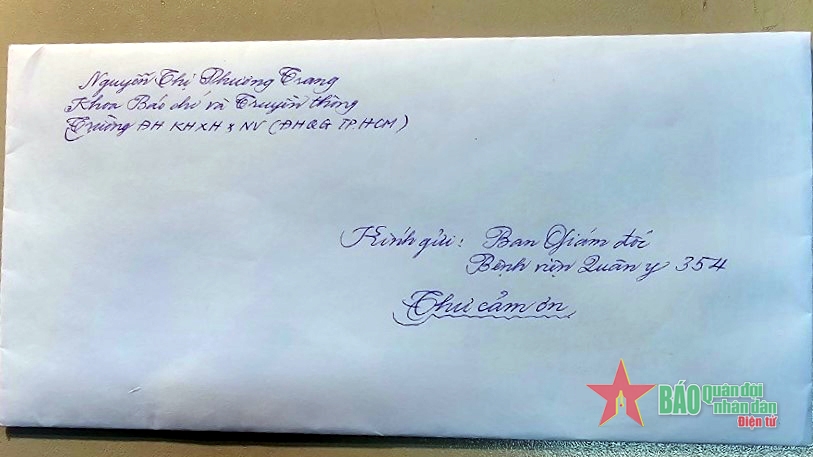 Nguyễn Thị Phương Trang
Khoa Báo chí và Truyền thông
Trường ĐH KHXH & NV (ĐHQG TP.HCM)
Kính gửi: Ban Giám đốc
Bệnh viện Quân y 354
Thư cảm ơn
BÁO Quân đội
nhân dân
Điện tử